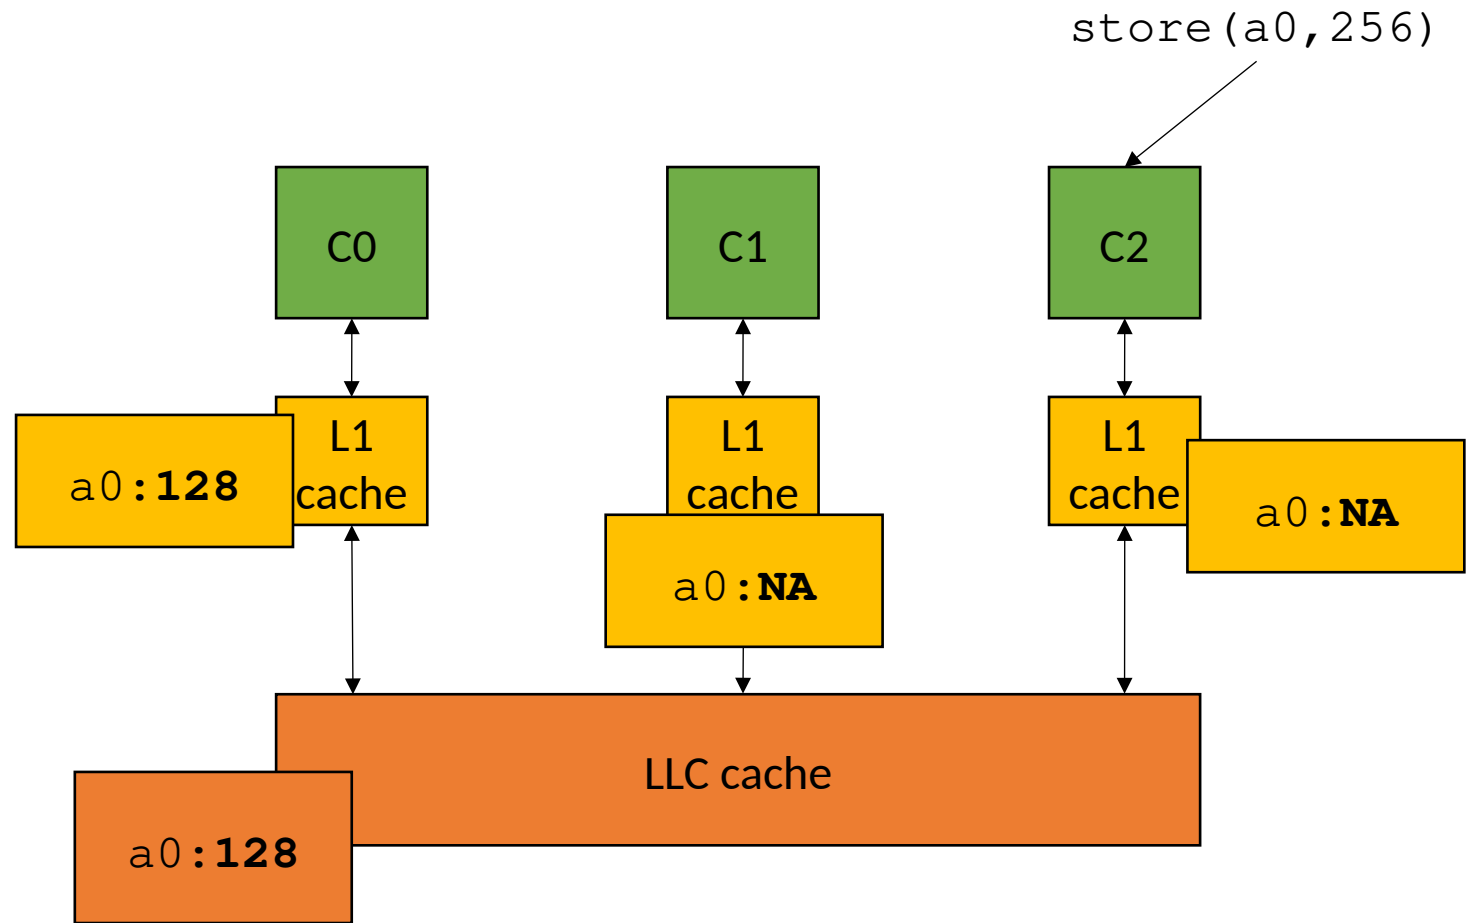 store(a0,256)
C0
C1
C2
L1
cache
L1
cache
L1
cache
a0:128
a0:NA
a0:NA
LLC cache
a0:128